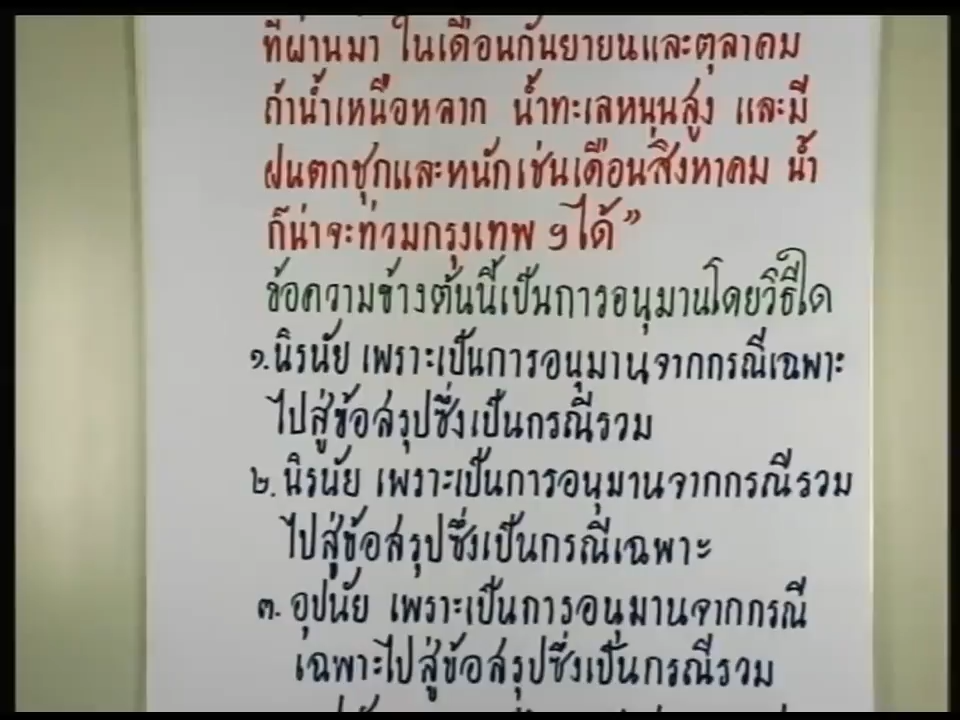 ที่ผ่านมา ในเดือนกันยายนและตุลาคม
ถ้าน้ำเหนือหลาก น้ำทะเลหนุนสูง และมี
ฝนตกชุกและหนักเช่นเดือนสิงหาคม น้ำ
ก็น่าจะท่วมกรุงเทพ ฯ ได้ ”
ข้อความข้างต้นนี้เป็นการอนุมานโดยวิธีใด
๑. นิรนัย เพราะเป็นการอนุมานจากกรณีเฉพาะ
ไปสู่ข้อสรุปซึ่งเป็นกรณีรวม
๒. นิรนัย เพราะเป็นการอนุมานจากกรณีรวม
ไปสู่ข้อสรุปซึ่งเป็นกรณีเฉพาะ
๓. อุปนัย เพราะเป็นการอนุมานจากกรณี
เฉพาะไปสู่ข้อสรุปซึ่งเป็นกรณีรวม